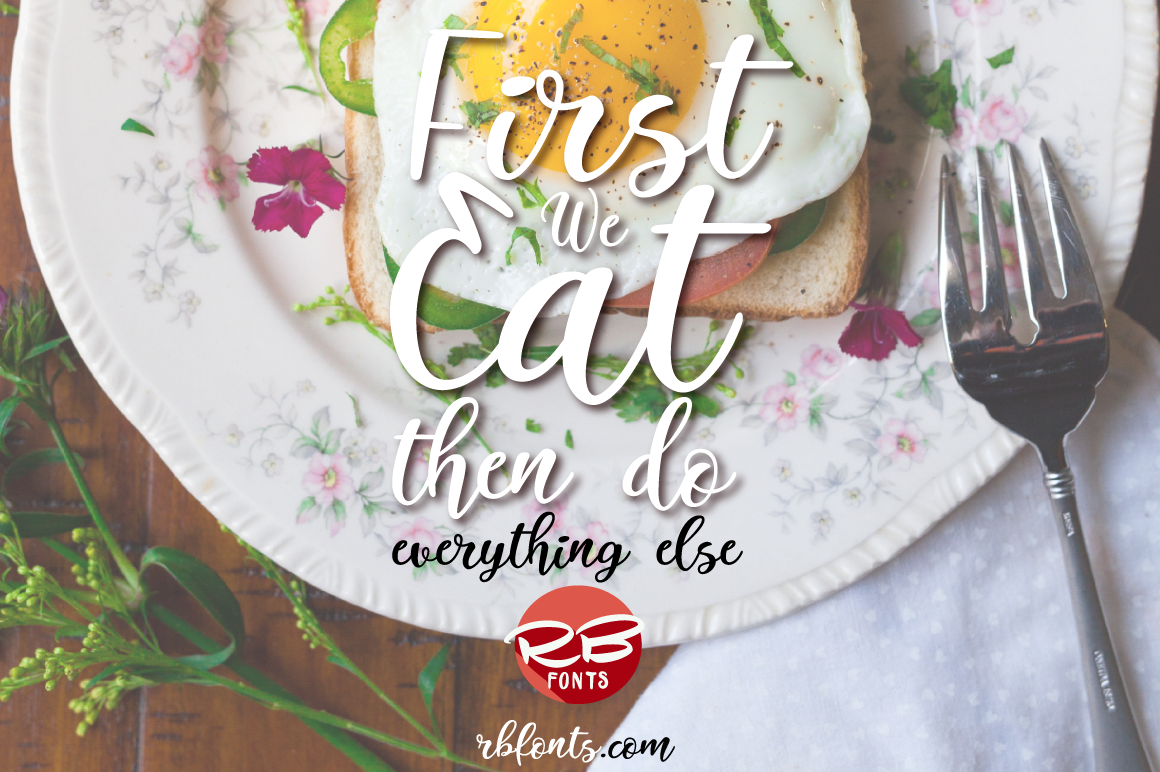 First
We
Eat
then do
everything else
RB
FONTS
rbfonts.com